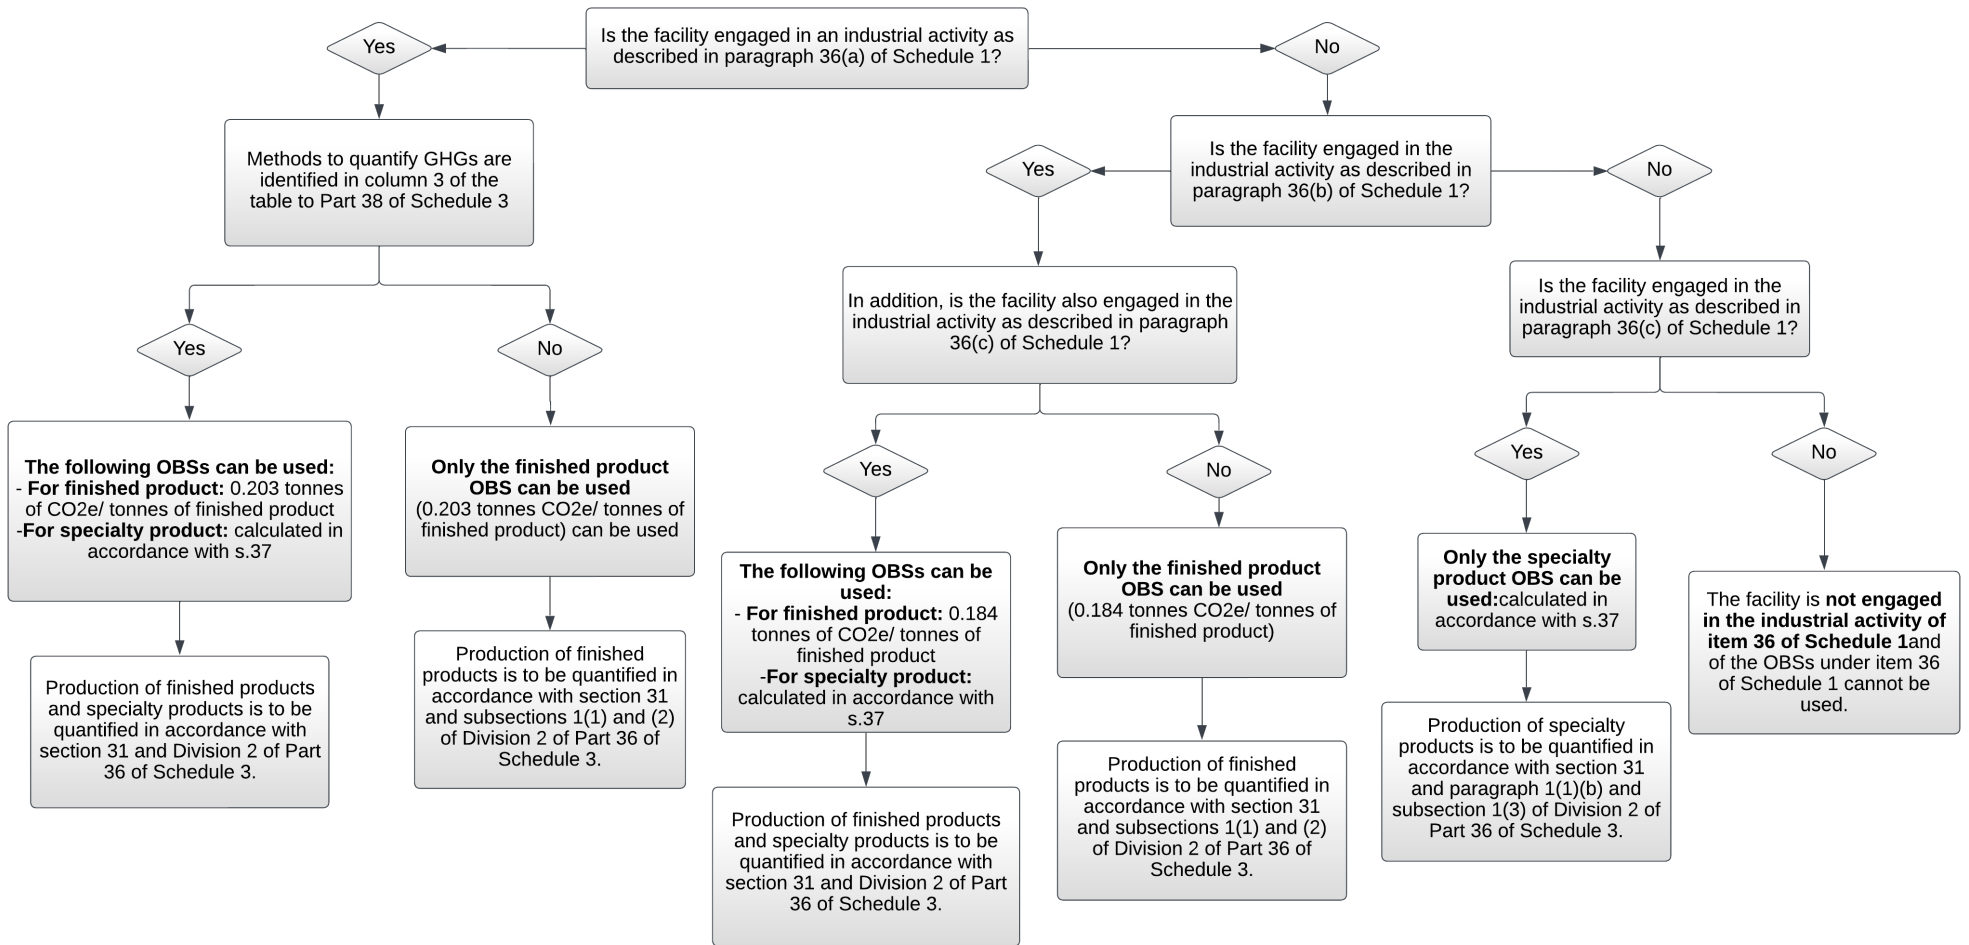 Is the facility engaged in an industrial activity as
described in paragraph 36(a) of Schedule 1?
Yes
No
Methods to quantify GHGs are
identified in column 3 of the
table to Part 38 of Schedule 3
Is the facility engaged in the
industrial activity as described in
paragraph 36(b) of Schedule 1?
Yes
No
In addition, is the facility also engaged in the
industrial activity as described in paragraph
36(c) of Schedule 1?
Is the facility engaged in the
industrial activity as described in
paragraph 36(c) of Schedule 1?
Yes
No
Yes
No
Yes
No
The following OBSs can be used:
- For finished product: 0.203 tonnes
of CO2e/ tonnes of finished product
-For specialty product: calculated in
accordance with s.37
Only the finished product
OBS can be used
(0.203 tonnes CO2e/ tonnes of
finished product) can be used
The following OBSs can be
used:
- For finished product: 0.184
tonnes of CO2e/ tonnes of
finished product
-For specialty product:
calculated in accordance with
s.37
Only the finished product
OBS can be used
(0.184 tonnes CO2e/ tonnes of
finished product)
Only the specialty
product OBS can be
used:calculated in
accordance with s.37
The facility is not engaged
in the industrial activity of
item 36 of Schedule 1and
of the OBSs under item 36
of Schedule 1 cannot be
used.
Production of finished products
and specialty products is to be
quantified in accordance with
section 31 and Division 2 of Part
36 of Schedule 3.
Production of finished
products is to be quantified in
accordance with section 31
and subsections 1(1) and (2)
of Division 2 of Part 36 of
Schedule 3.
Production of finished products
and specialty products is to be
quantified in accordance with
section 31 and Division 2 of Part
36 of Schedule 3.
Production of finished
products is to be quantified in
accordance with section 31
and subsections 1(1) and (2)
of Division 2 of Part 36 of
Schedule 3.
Production of specialty
products is to be quantified in
accordance with section 31
and paragraph 1(1)(b) and
subsection 1(3) of Division 2 of
Part 36 of Schedule 3.